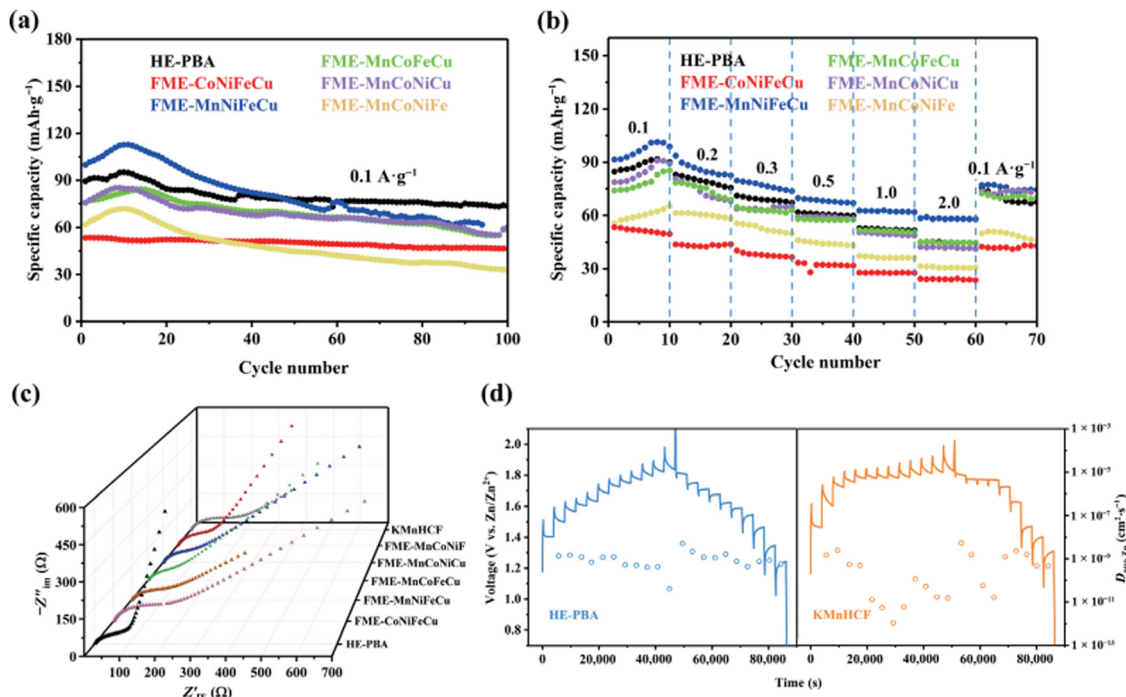 (a)
180
150
120
90
60
30
0
Specific capacity (mAh·g⁻¹)
HE-PBA
FME-CoNiFeCu
FME-MnNiFeCu
FME-MnCoFeCu
FME-MnCoNiCu
FME-MnCoNiFe
0.1 A·g⁻¹
0 20 40 60 80 100
Cycle number
(b)
180
150
120
90
60
30
0
Specific capacity (mAh·g⁻¹)
HE-PBA
FME-CoNiFeCu
FME-MnNiFeCu
FME-MnCoFeCu
FME-MnCoNiCu
FME-MnCoNiFe
0.1
0.2
0.3
0.5
1.0
2.0
0.1 A·g⁻¹
0 10 20 30 40 50 60 70
Cycle number
(c)
600
450
300
150
0
−Z″im (Ω)
100 200 300 400 500 600 700
Z′re (Ω)
KMnHCF
FME-MnCoNiF
FME-MnCoNiCu
FME-MnCoFeCu
FME-MnNiFeCu
FME-CoNiFeCu
HE-PBA
(d)
2.0
1.8
1.6
1.4
1.2
1.0
0.8
Voltage (V vs. Zn/Zn²⁺)
HE-PBA
KMnHCF
1 × 10⁻³
1 × 10⁻⁵
1 × 10⁻⁷
1 × 10⁻⁹
1 × 10⁻¹¹
1 × 10⁻¹³
(cm²·s⁻¹)
0 20,000 40,000 60,000 80,000 0 20,000 40,000 60,000 80,000
Time (s)